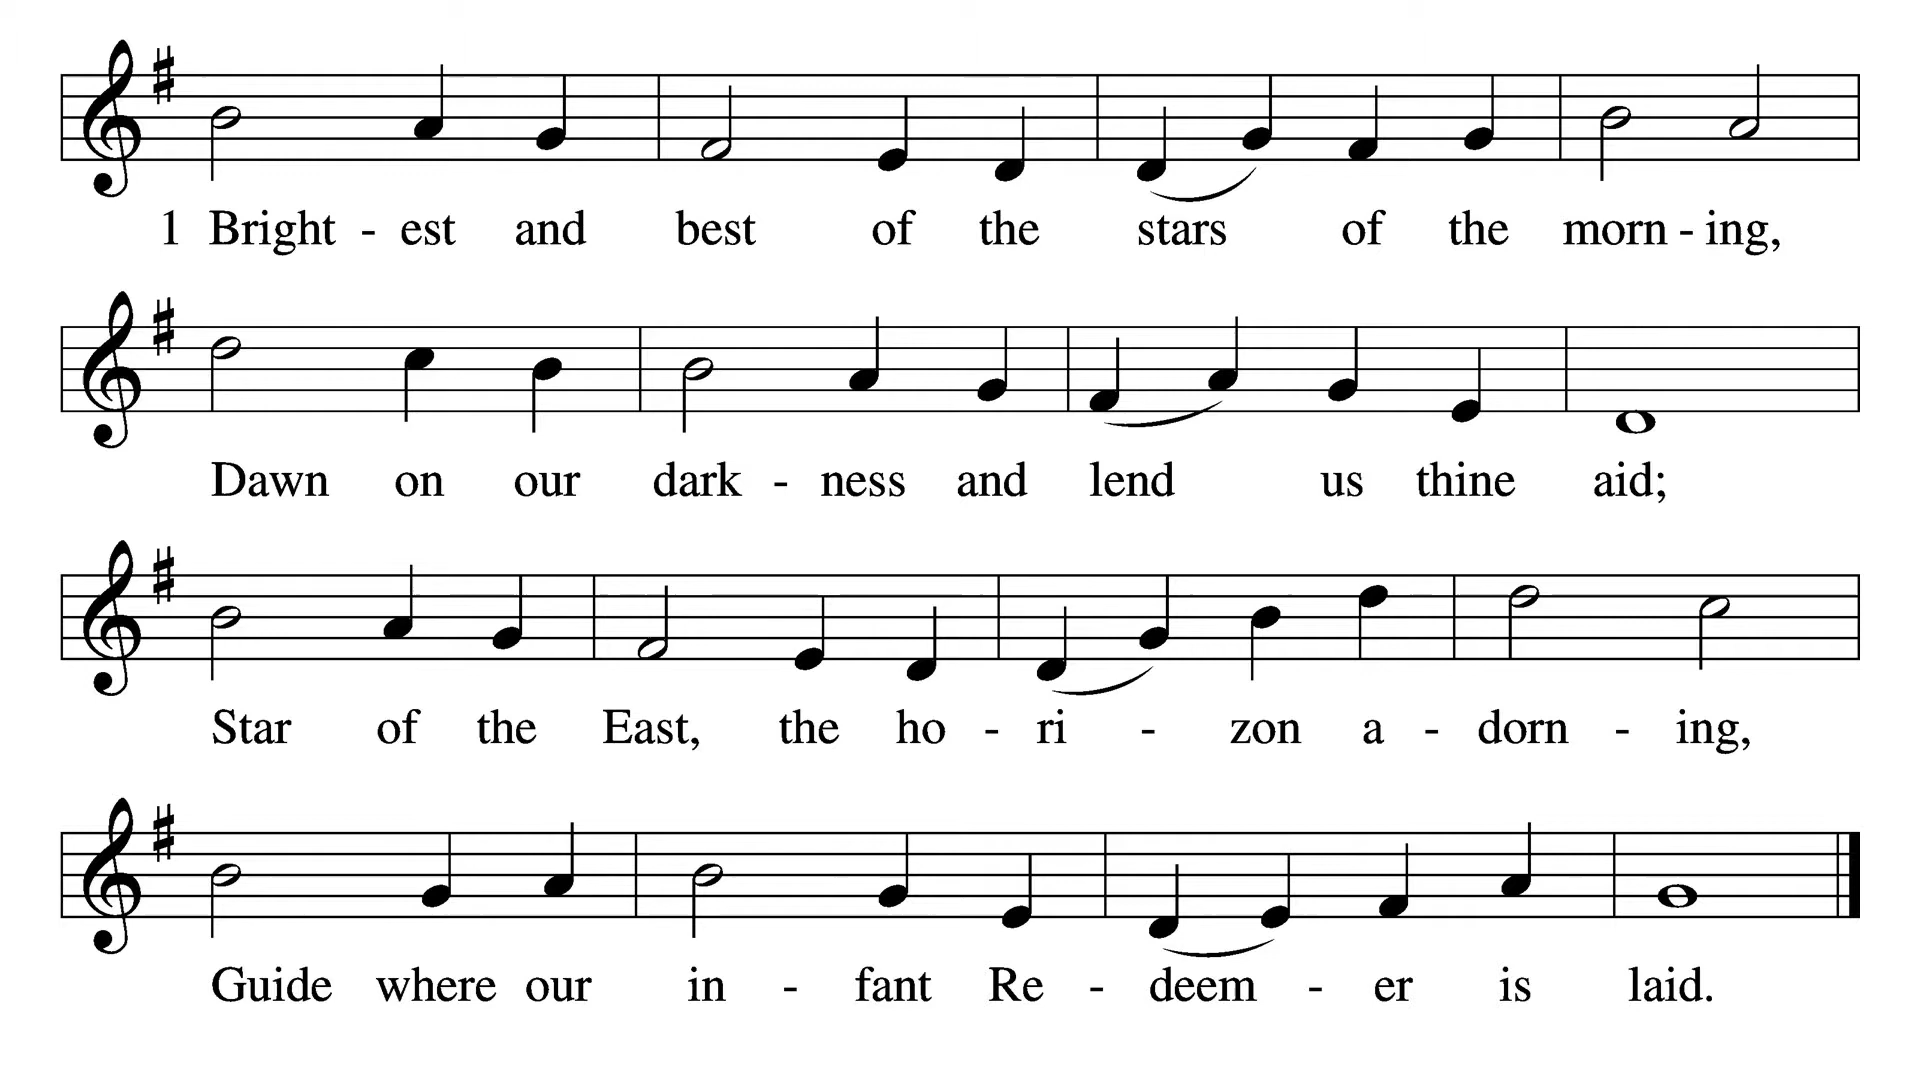 1 Bright - est and best of the stars of the morn - ing,
Dawn on our dark - ness and lend us thine aid;
Star of the East, the ho - ri - zon a - dorn - ing,
Guide where our in - fant Re - deem - er is laid.